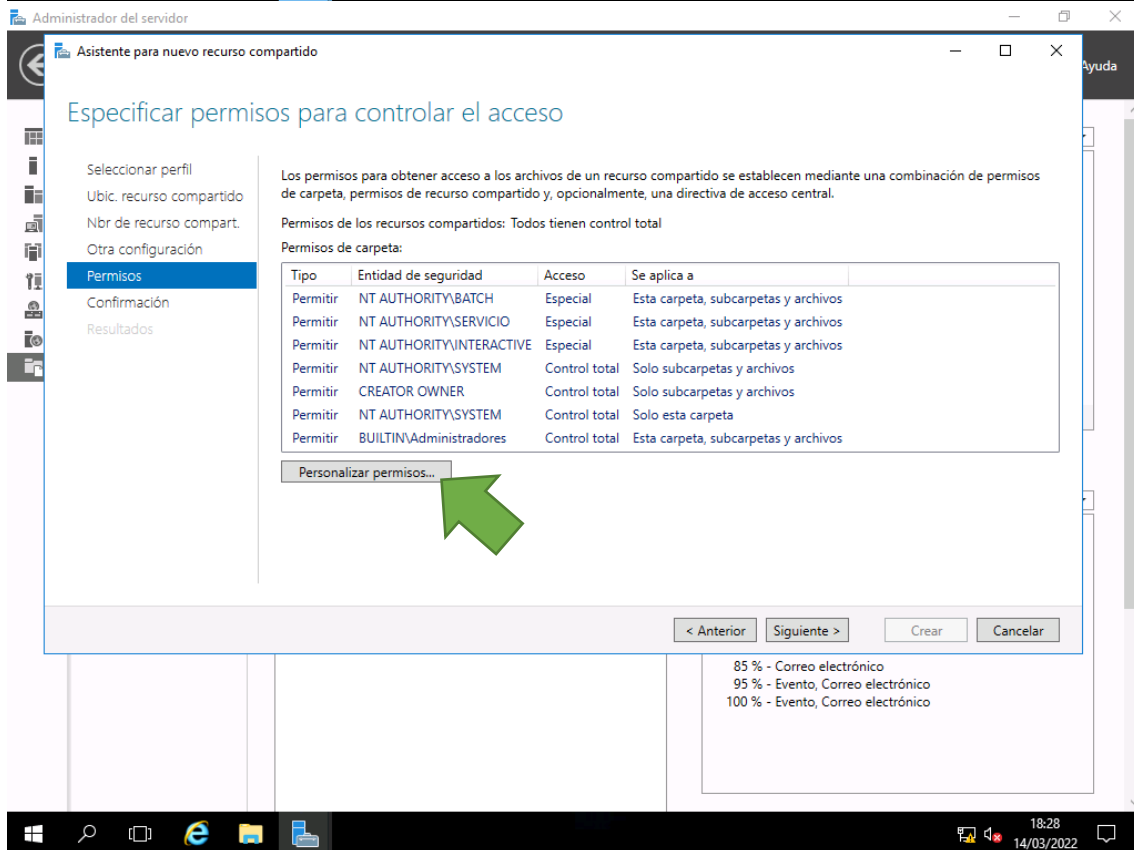 Administrador del servidor
Asistente para nuevo recurso compartido
Ayuda
Especificar permisos para controlar el acceso
Seleccionar perfil
Ubic. recurso compartido
Nbr de recurso compart.
Otra configuración
Permisos
Confirmación
Resultados
Los permisos para obtener acceso a los archivos de un recurso compartido se establecen mediante una combinación de permisos
de carpeta, permisos de recurso compartido y, opcionalmente, una directiva de acceso central.
Permisos de los recursos compartidos: Todos tienen control total
Permisos de carpeta:
Tipo Entidad de seguridad Acceso Se aplica a
Permitir NT AUTHORITY\BATCH Especial Esta carpeta, subcarpetas y archivos
Permitir NT AUTHORITY\SERVICIO Especial Esta carpeta, subcarpetas y archivos
Permitir NT AUTHORITY\INTERACTIVE Especial Esta carpeta, subcarpetas y archivos
Permitir NT AUTHORITY\SYSTEM Control total Solo subcarpetas y archivos
Permitir CREATOR OWNER Control total Solo subcarpetas y archivos
Permitir NT AUTHORITY\SYSTEM Control total Solo esta carpeta
Permitir BUILTIN\Administradores Control total Esta carpeta, subcarpetas y archivos
Personalizar permisos...
< Anterior Siguiente > Crear Cancelar
85 % - Correo electrónico
95 % - Evento, Correo electrónico
100 % - Evento, Correo electrónico
18:28
14/03/2022